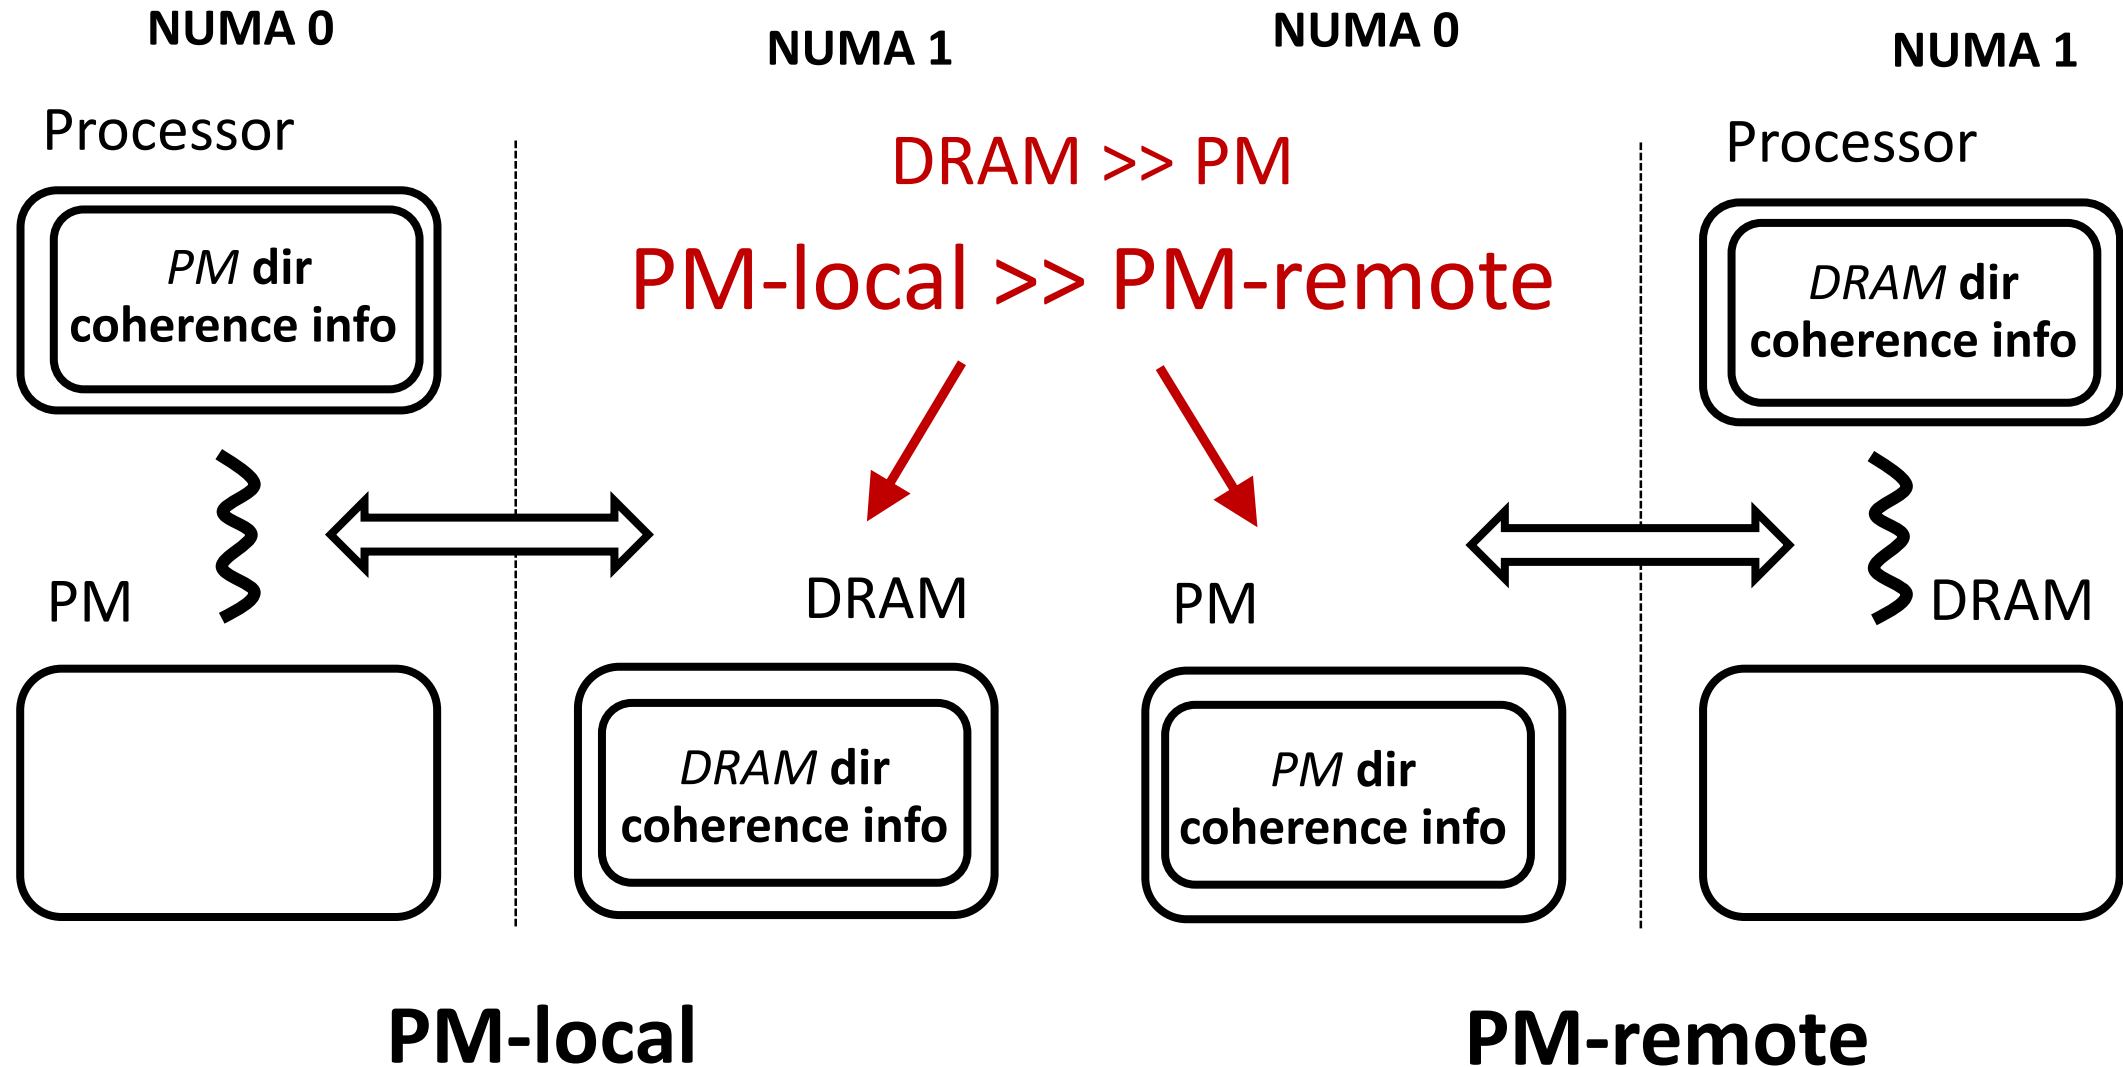 NUMA 0
NUMA 1
NUMA 0
NUMA 1
Processor
DRAM >> PM
Processor
PM-local >> PM-remote
PM dir
coherence info
DRAM dir
coherence info
PM
DRAM
PM
DRAM
DRAM dir
coherence info
PM dir
coherence info
PM-local
PM-remote